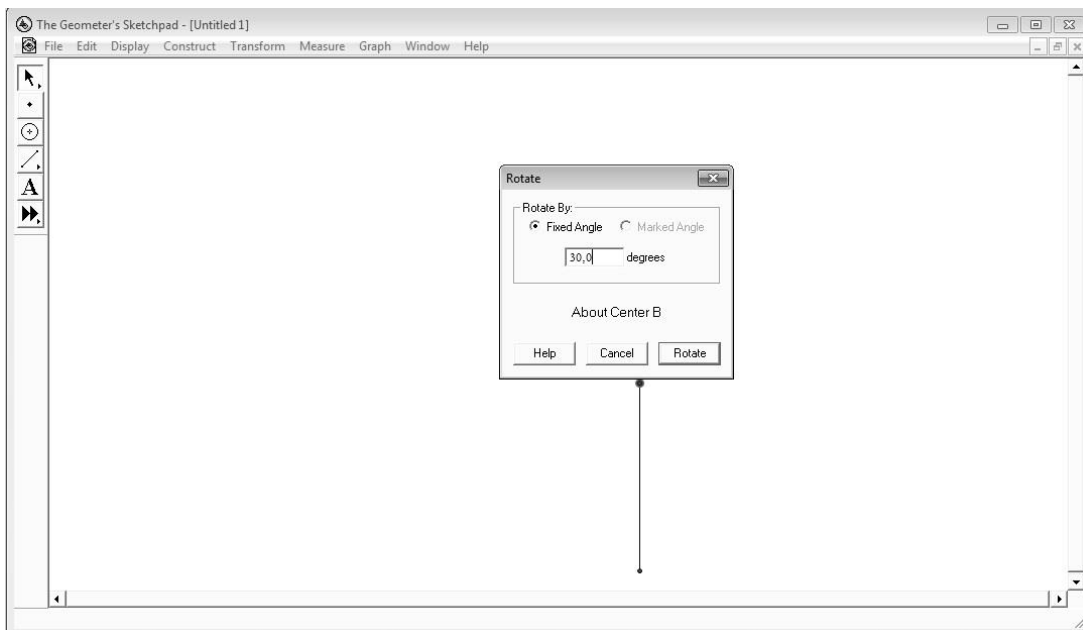 The Geometer's Sketchpad - [Untitled 1]
File Edit Display Construct Transform Measure Graph Window Help
A
Rotate
Rotate By:
Fixed Angle Marked Angle
30,0 degrees
About Center B
Help Cancel Rotate